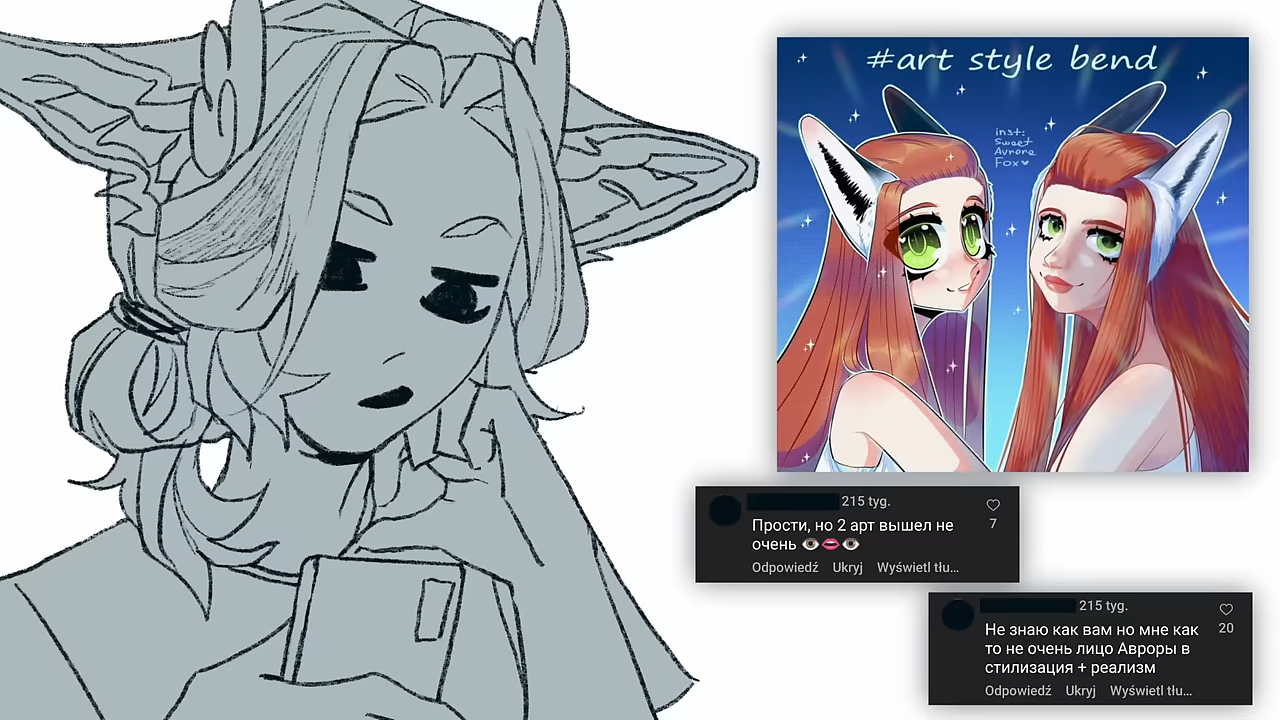 #art style bend
inst:
Sweet
Aurora
Fox♥
215 tyg.
Прости, но 2 арт вышел не
очень 👁️👄👁️
7
Odpowiedź Ukryj Wyświetl tłu...
215 tyg.
Не знаю как вам но мне как
то не очень лицо Авроры в
стилизация + реализм
20
Odpowiedź Ukryj Wyświetl tłu...